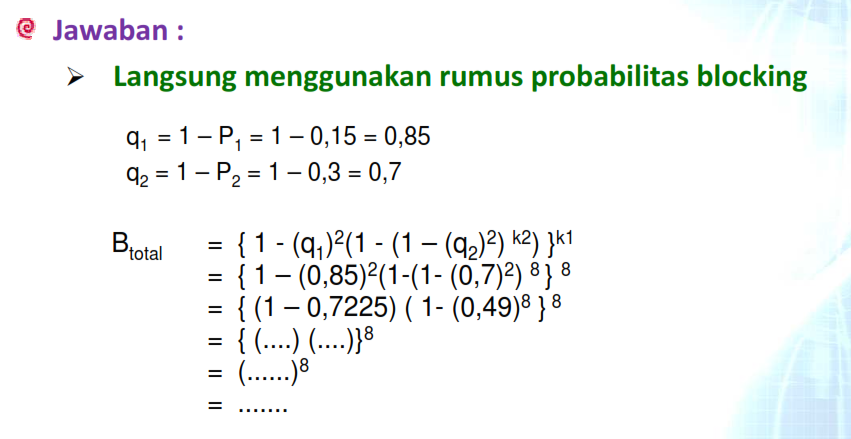 Jawaban :
➢ Langsung menggunakan rumus probabilitas blocking
q₁ = 1 – P₁ = 1 – 0,15 = 0,85
q₂ = 1 – P₂ = 1 – 0,3 = 0,7
B_total = { 1 - (q₁)²(1 - (1 – (q₂)²) ᵏ²) }ᵏ¹
= { 1 – (0,85)²(1-(1- (0,7)²) ⁸} ⁸
= { (1 – 0,7225) ( 1- (0,49)⁸ } ⁸
= { (....) (....)}⁸
= (......)⁸
= .......